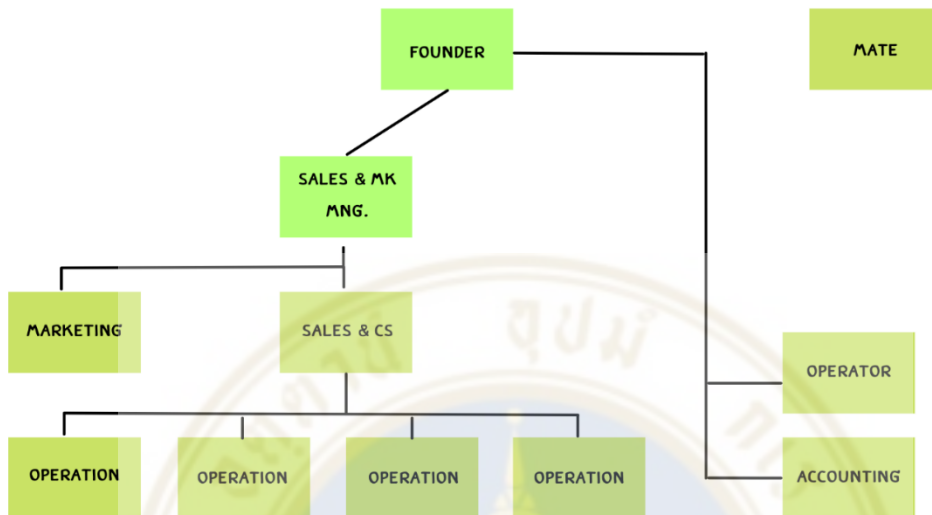 FOUNDER
MATE
SALES & MK
MNG.
MARKETING
SALES & CS
OPERATOR
OPERATION
OPERATION
OPERATION
OPERATION
ACCOUNTING